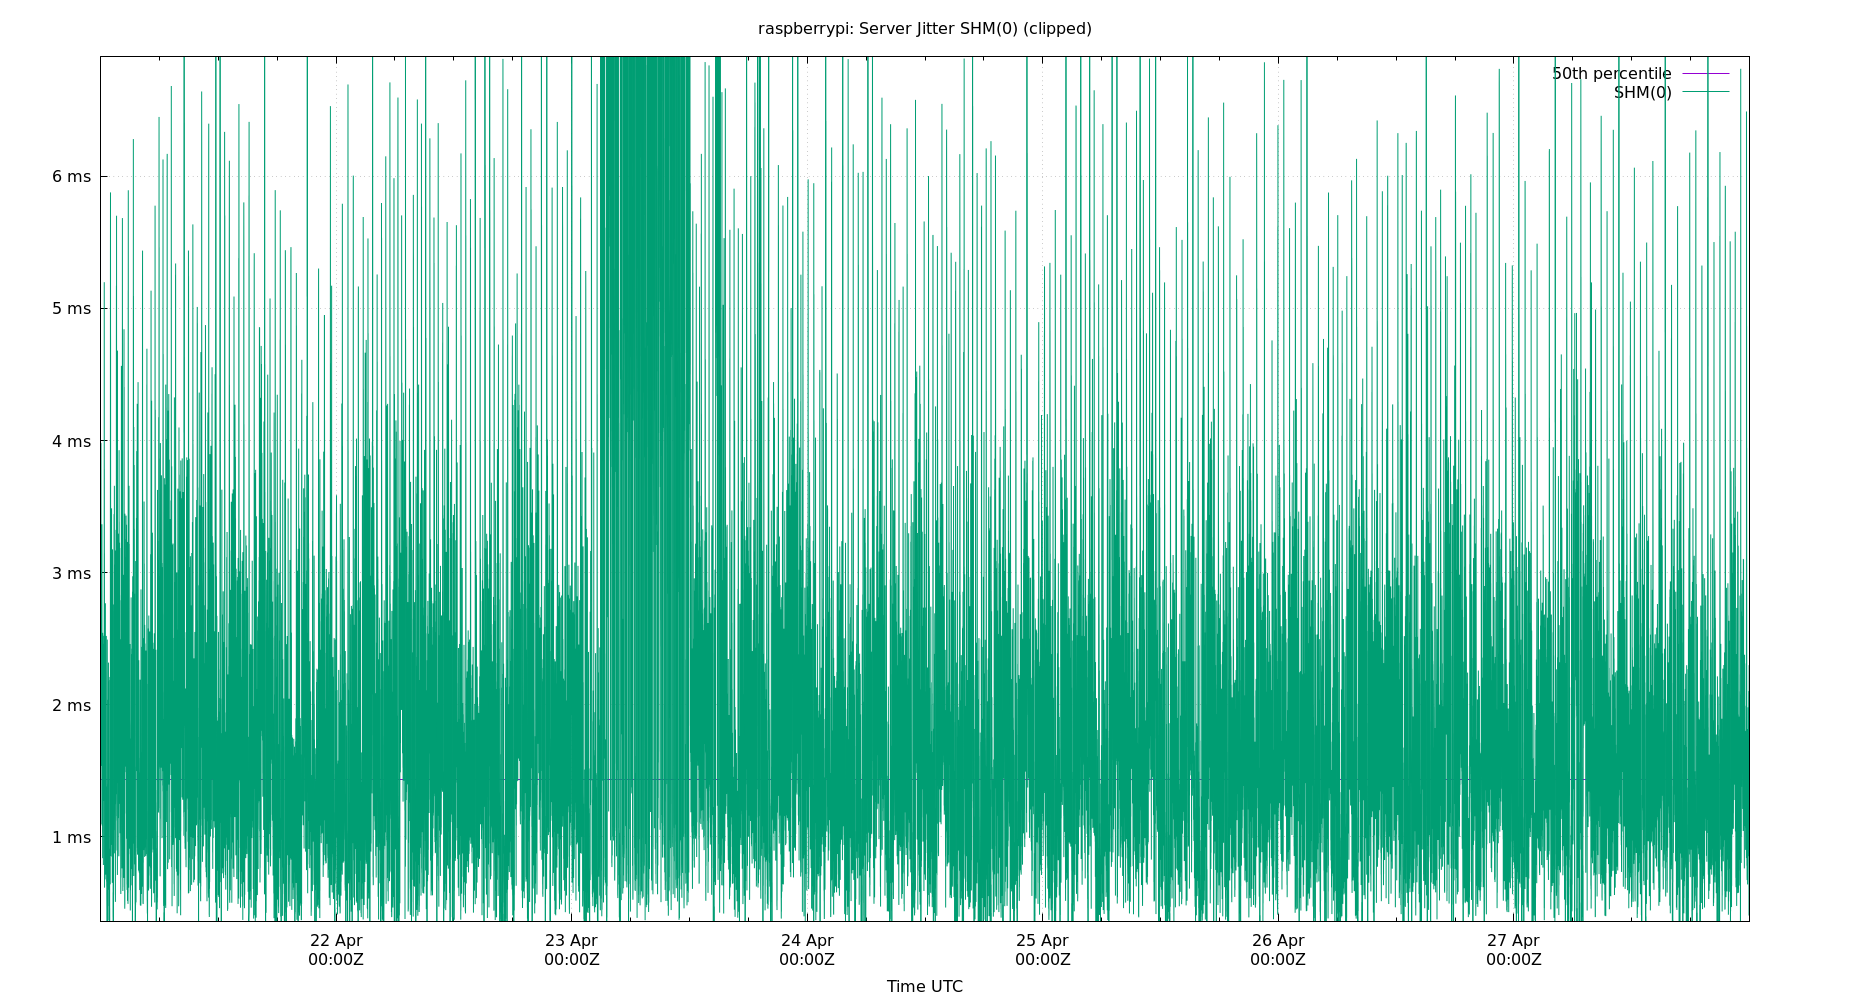 raspberrypi: Server Jitter SHM(0) (clipped)
50th percentile
SHM(0)
6 ms
5 ms
4 ms
3 ms
2 ms
1 ms
22 Apr 23 Apr 24 Apr 25 Apr 26 Apr 27 Apr
00:00Z 00:00Z 00:00Z 00:00Z 00:00Z 00:00Z
Time UTC